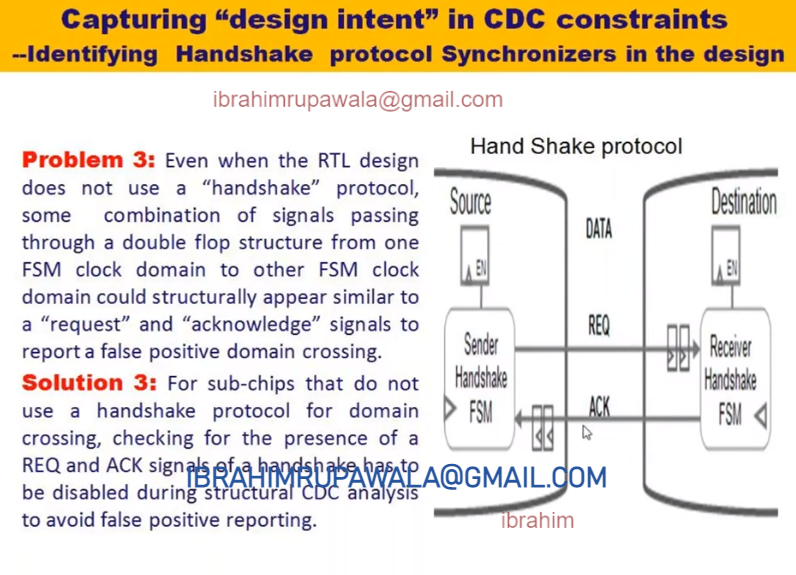 Capturing “design intent” in CDC constraints
--Identifying Handshake protocol Synchronizers in the design
ibrahimrupawala@gmail.com
Problem 3: Even when the RTL design
does not use a “handshake” protocol,
some combination of signals passing
through a double flop structure from one
FSM clock domain to other FSM clock
domain could structurally appear similar to
a “request” and “acknowledge” signals to
report a false positive domain crossing.
Solution 3: For sub-chips that do not
use a handshake protocol for domain
crossing, checking for the presence of a
REQ and ACK signals of a handshake has to
be disabled during structural CDC analysis
to avoid false positive reporting.
IBRAHIMRUPAWALA@GMAIL.COM
Hand Shake protocol
Source
DATA
Destination
EN
EN
REQ
Sender
Handshake
FSM
Receiver
Handshake
FSM
ACK
ibrahim